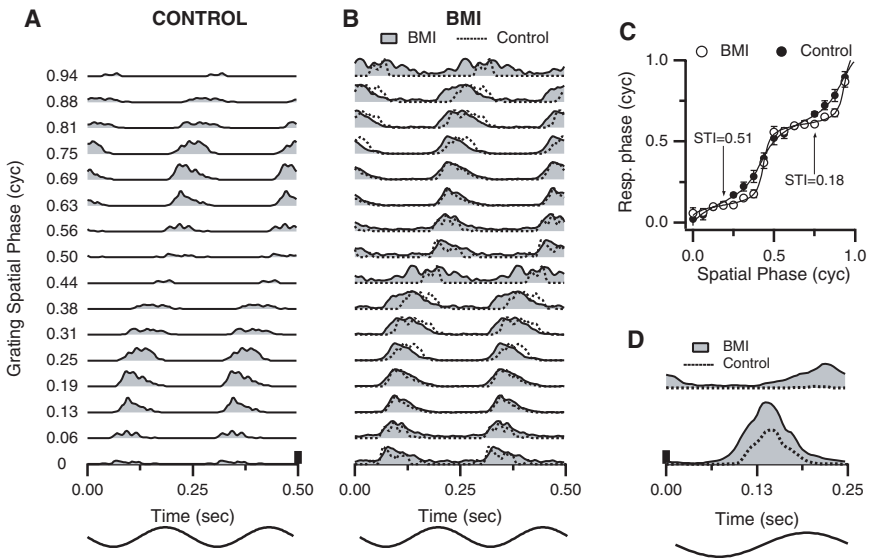 A
CONTROL
Grating Spatial Phase (cyc)
0.94
0.88
0.81
0.75
0.69
0.63
0.56
0.50
0.44
0.38
0.31
0.25
0.19
0.13
0.06
0
0.00 0.25 0.50
Time (sec)
B
BMI
BMI Control
0.00 0.25 0.50
Time (sec)
C
BMI Control
Resp. phase (cyc)
1.0
0.5
0.0
STI=0.51
STI=0.18
0.0 0.5 1.0
Spatial Phase (cyc)
D
BMI
Control
0.00 0.13 0.25
Time (sec)